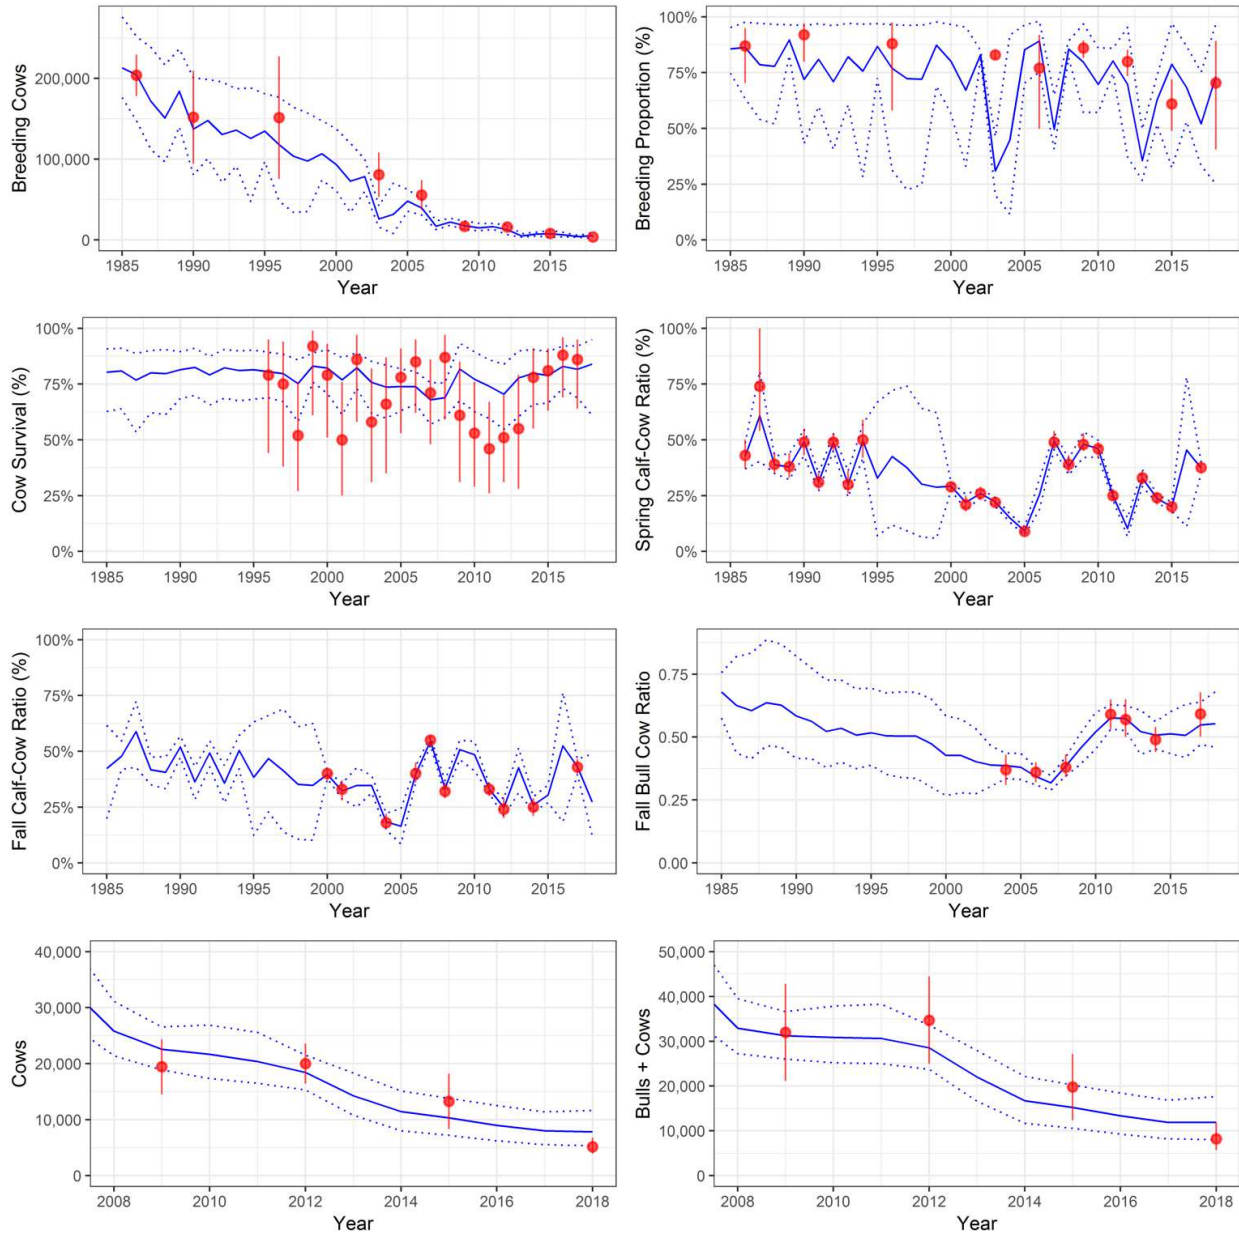 Breeding Cows
200,000
100,000
0
1985 1990 1995 2000 2005 2010 2015
Year
Breeding Proportion (%)
100%
75%
50%
25%
0%
1985 1990 1995 2000 2005 2010 2015
Year
Cow Survival (%)
100%
75%
50%
25%
0%
1985 1990 1995 2000 2005 2010 2015
Year
Spring Calf-Cow Ratio (%)
100%
75%
50%
25%
0%
1985 1990 1995 2000 2005 2010 2015
Year
Fall Calf-Cow Ratio (%)
100%
75%
50%
25%
0%
1985 1990 1995 2000 2005 2010 2015
Year
Fall Bull Cow Ratio
0.75
0.50
0.25
0.00
1985 1990 1995 2000 2005 2010 2015
Year
Cows
40,000
30,000
20,000
10,000
0
2008 2010 2012 2014 2016 2018
Year
Bulls + Cows
50,000
40,000
30,000
20,000
10,000
0
2008 2010 2012 2014 2016 2018
Year